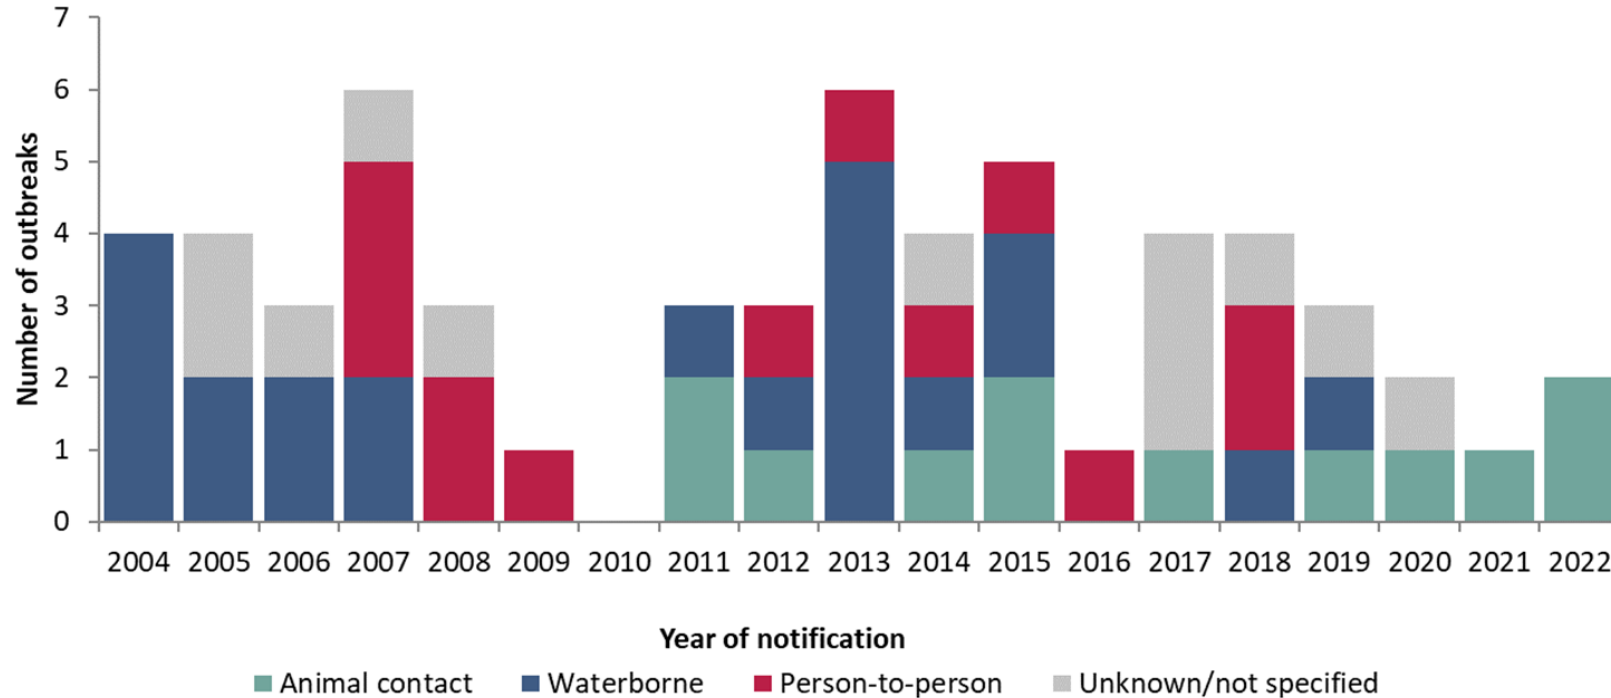 Number of outbreaks
7
6
5
4
3
2
1
0
2004 2005 2006 2007 2008 2009 2010 2011 2012 2013 2014 2015 2016 2017 2018 2019 2020 2021 2022
Year of notification
Animal contact Waterborne Person-to-person Unknown/not specified